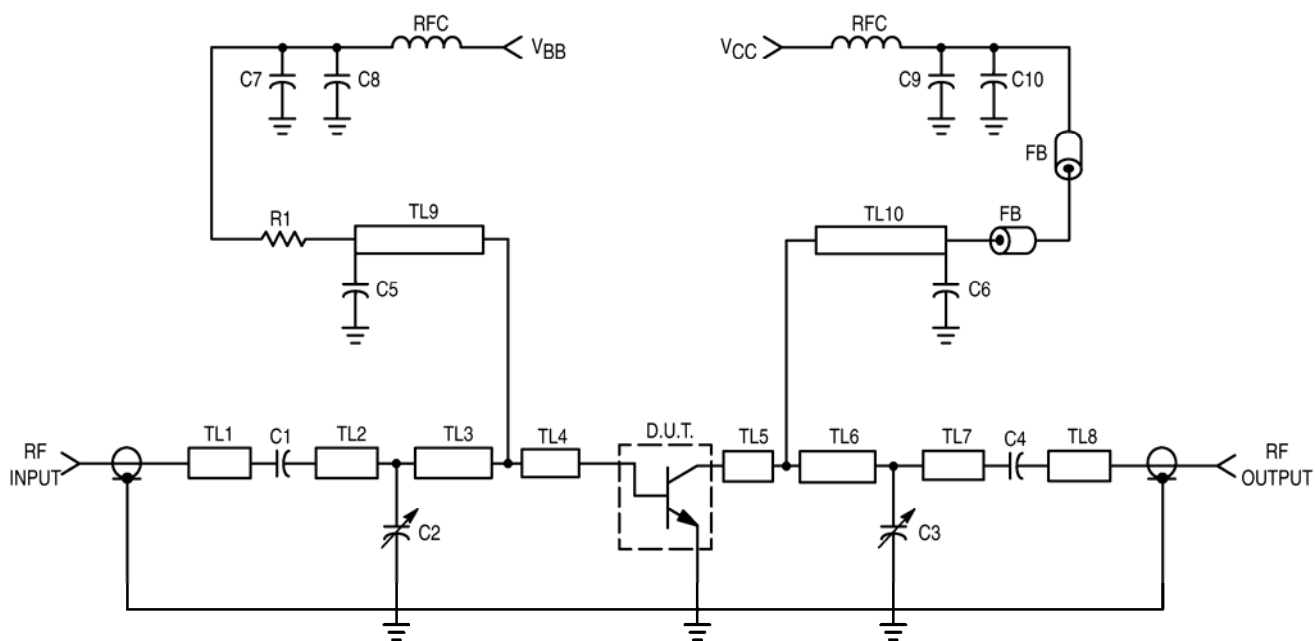 RFC
V_BB
C7
C8
V_CC
RFC
C9
C10
FB
R1
TL9
C5
TL10
FB
C6
RF
INPUT
TL1
C1
TL2
TL3
TL4
D.U.T.
TL5
TL6
TL7
C4
TL8
RF
OUTPUT
C2
C3